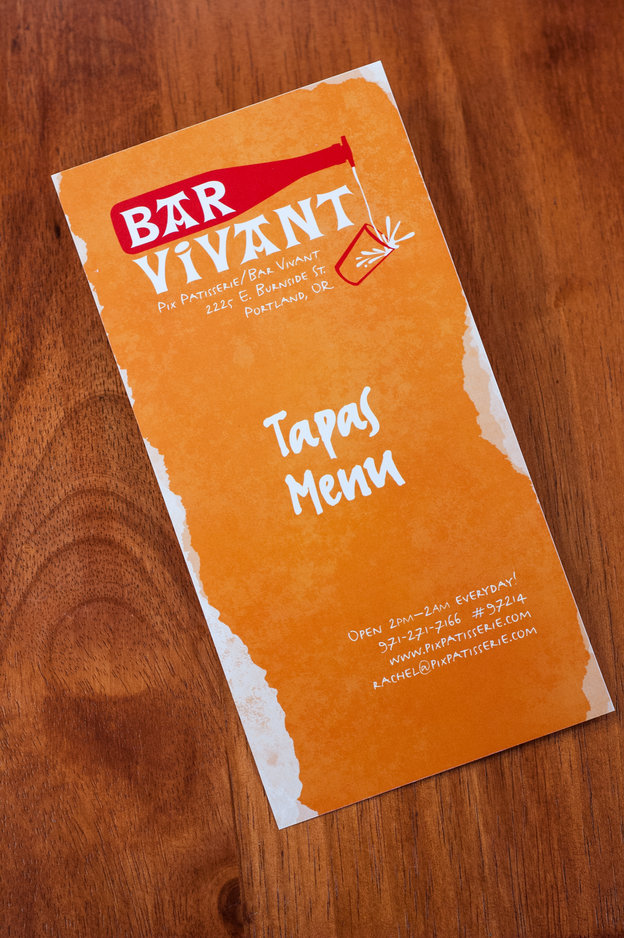 BAR
ViVANT
PIX PATISSERIE/BAR VIVANT
2225 E. BURNSIDE ST.
PORTLAND, OR
Tapas
Menu
OPEN 2PM-2AM EVERYDAY!
971-271-7166 #97214
WWW.PIXPATISSERIE.COM
RACHEL@PIXPATISSERIE.COM